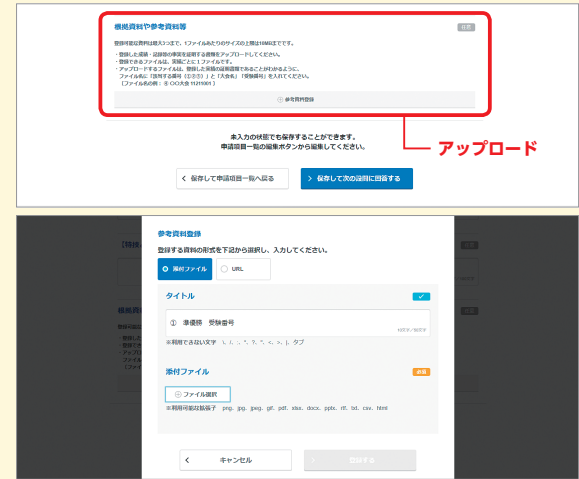 根拠資料や参考資料等
任意
登録可能な資料は最大3つまで、1ファイルあたりのサイズの上限は10MBまでです。
・登録した成績・記録等の事実を証明する書類をアップロードしてください。
・登録できるファイルは、実績ごとに1ファイルです。
・アップロードするファイルは、登録した実績の証明書類であることがわかるように、
ファイル名に「該当する番号(①②③)」と「大会名」「受験番号」を入れてください。
(ファイル名の例:① ○○大会 11211001 )
参考資料登録
未入力の状態でも保存することができます。
申請項目一覧の編集ボタンから編集してください。
アップロード
保存して申請項目一覧へ戻る
保存して次の設問に回答する
参考資料登録
登録する資料の形式を下記から選択し、入力してください。
添付ファイル
URL
タイトル
① 準優勝 受験番号
※利用できない文字
タブ
添付ファイル
必須
ファイル選択
※利用可能な拡張子 png、jpg、jpeg、gif、pdf、xlsx、docx、pptx、rtf、txt、csv、html
キャンセル
登録する